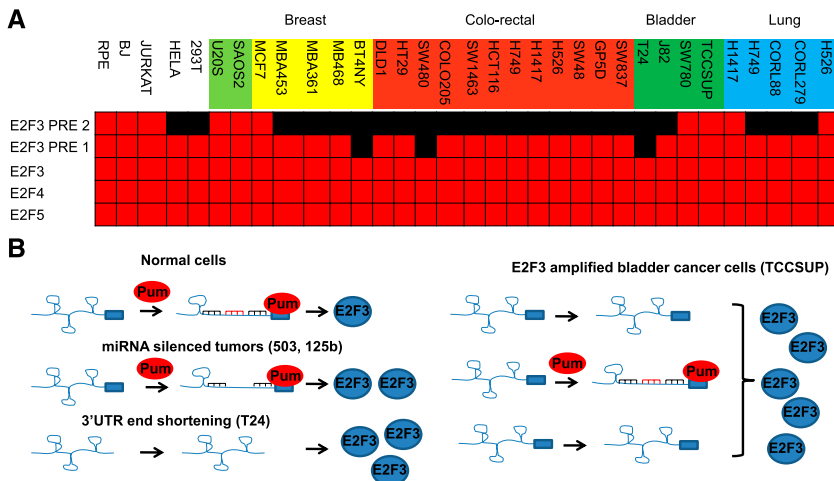 A
Breast
Colo-rectal
Bladder
Lung
RPE
BJ
JURKAT
HELA
293T
U20S
SAOS2
MCF7
MBA453
MBA361
MB468
BT4NY
DLD1
HT29
SW480
COLO205
SW1463
HCT116
H749
H1417
H526
SW48
GP5D
SW837
T24
J82
SW780
TCCSUP
H1417
H749
CORL88
CORL279
H526
E2F3 PRE 2
E2F3 PRE 1
E2F3
E2F4
E2F5
B
Normal cells
Pum
Pum
E2F3
miRNA silenced tumors (503, 125b)
Pum
Pum
E2F3
E2F3
3'UTR end shortening (T24)
E2F3
E2F3
E2F3
E2F3 amplified bladder cancer cells (TCCSUP)
Pum
Pum
E2F3
E2F3
E2F3
E2F3
E2F3